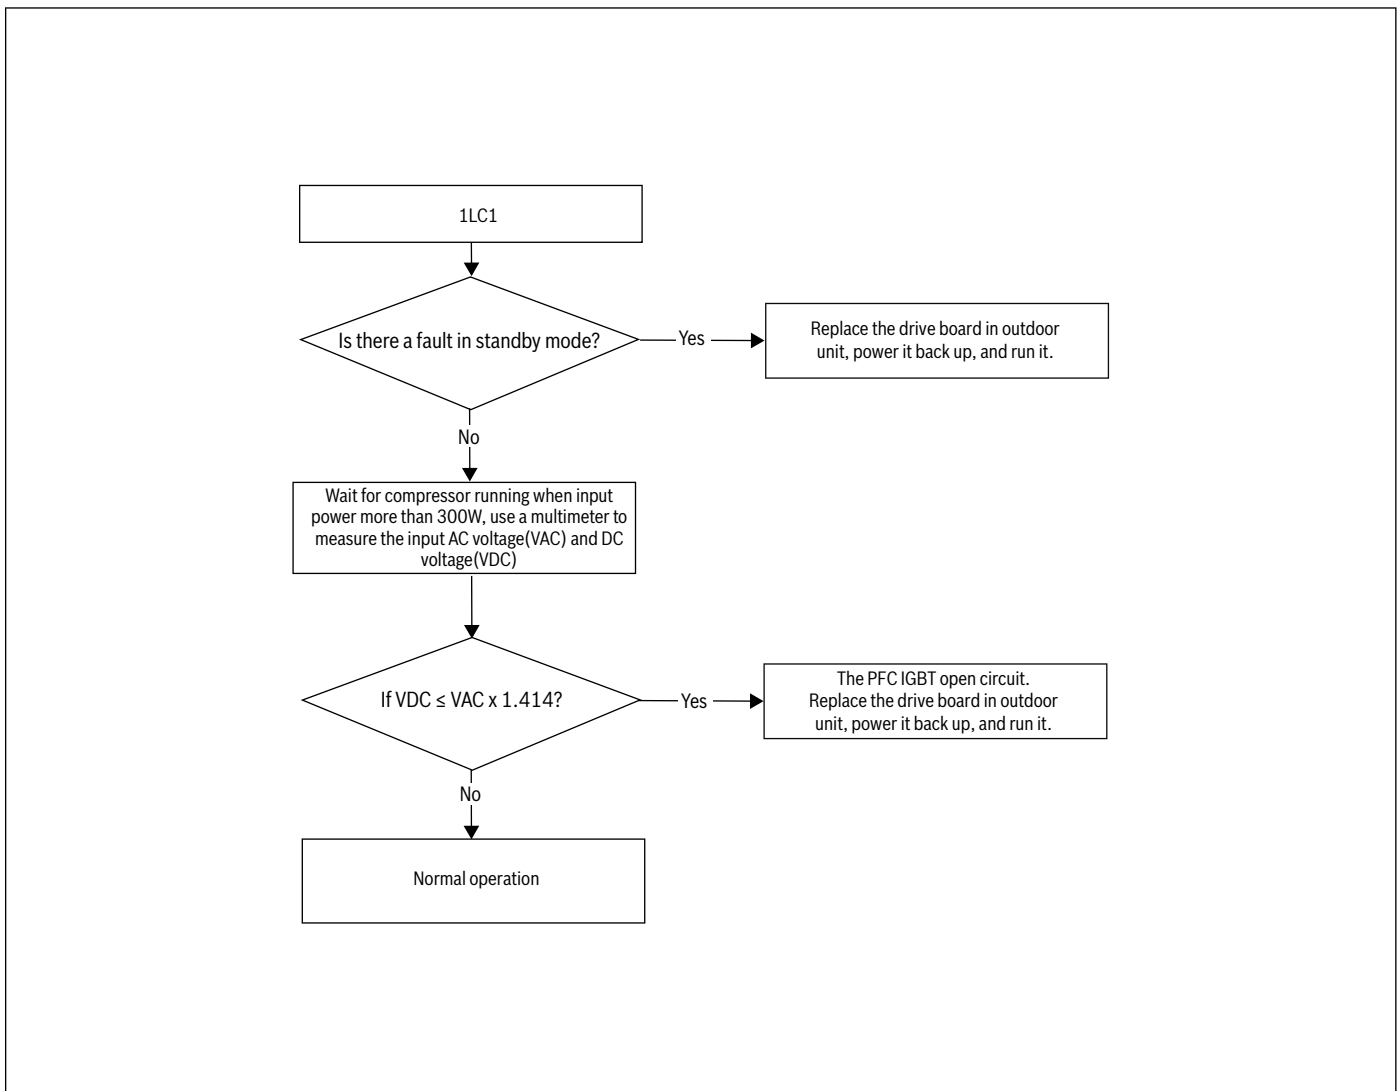 1LC1
Is there a fault in standby mode?
Yes
Replace the drive board in outdoor
unit, power it back up, and run it.
No
Wait for compressor running when input
power more than 300W, use a multimeter to
measure the input AC voltage(VAC) and DC
voltage(VDC)
If VDC ≤ VAC x 1.414?
Yes
The PFC IGBT open circuit.
Replace the drive board in outdoor
unit, power it back up, and run it.
No
Normal operation